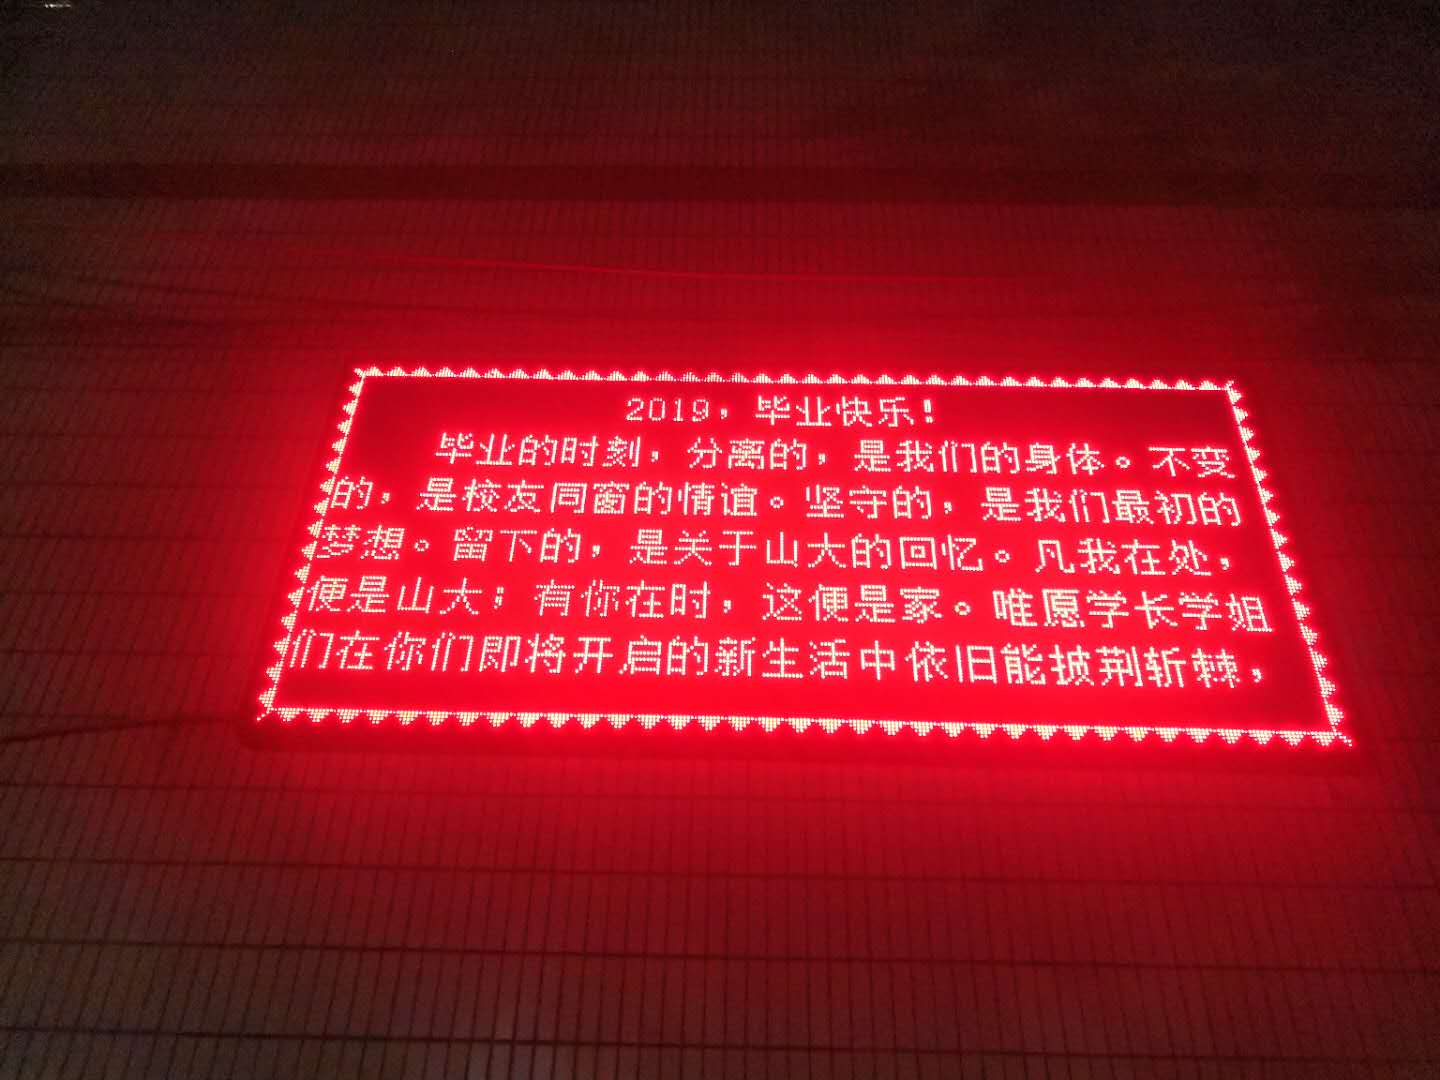 2019，毕业快乐！
毕业的时刻，分离的，是我们的身体。不变
的，是校友同窗的情谊。坚守的，是我们最初的
梦想。留下的，是关于山大的回忆。凡我在处，
便是山大；有你在时，这便是家。唯愿学长学姐
们在你们即将开启的新生活中依旧能披荆斩棘，